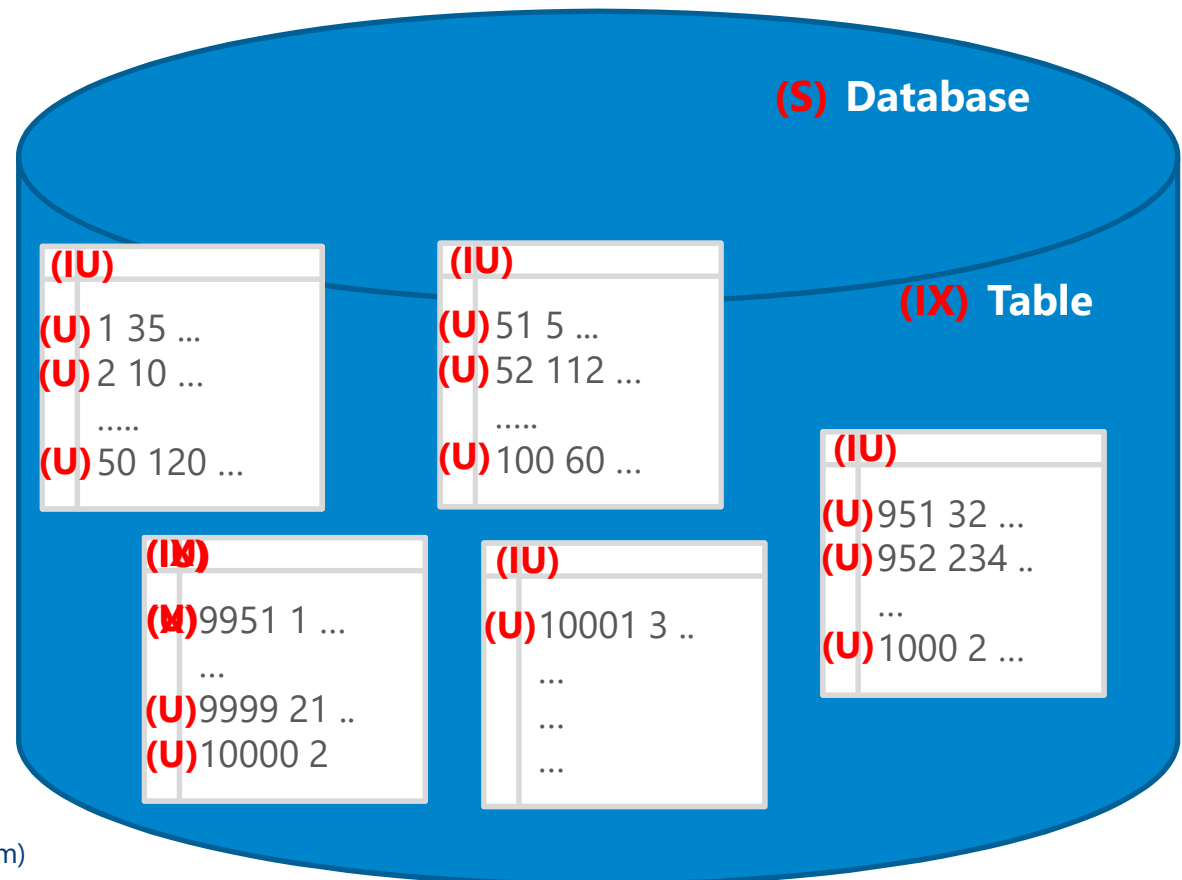 (S) Database
(IX) Table
(IU)
(U) 1 35 ...
(U) 2 10 ...
.....
(U) 50 120 ...
(IU)
(U) 51 5 ...
(U) 52 112 ...
.....
(U) 100 60 ...
(IU)
(U) 951 32 ...
(U) 952 234 ..
...
(U) 1000 2 ...
9951 1 ...
...
(U) 9999 21 ..
(U) 10000 2
(IU)
(U) 10001 3 ..
...
...
...
m)